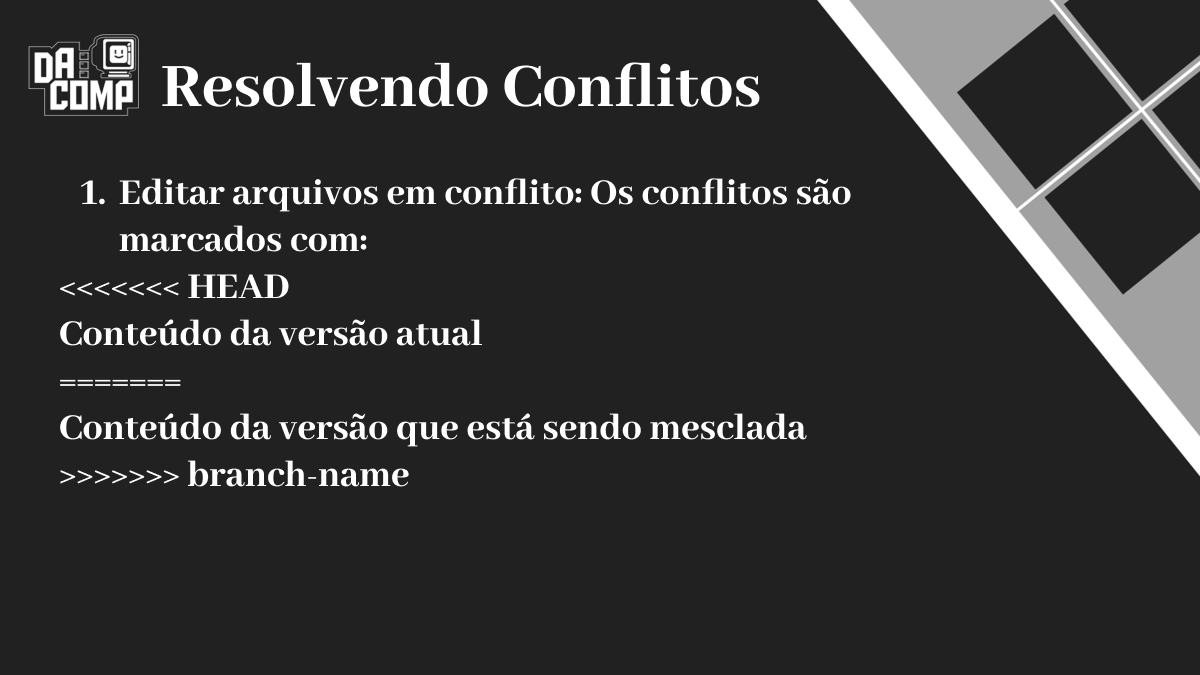 DA
COMP
Resolvendo Conflitos
1. Editar arquivos em conflito: Os conflitos são
marcados com:
<<<<<<< HEAD
Conteúdo da versão atual
=======
Conteúdo da versão que está sendo mesclada
>>>>>>> branch-name